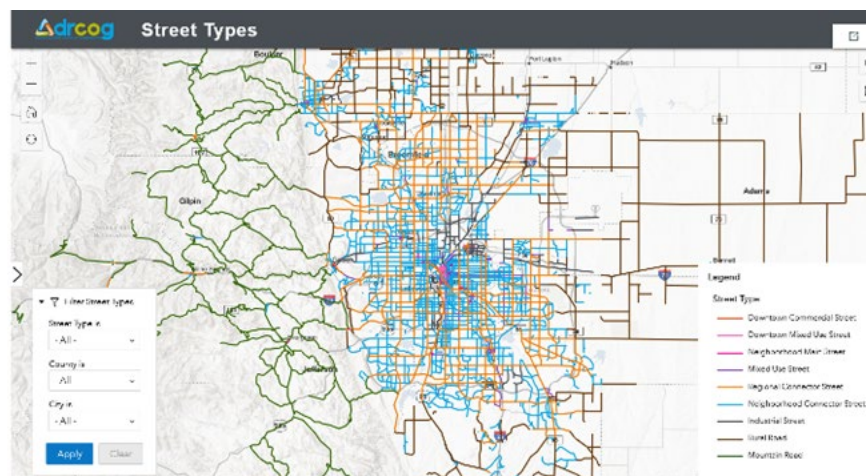 drcog Street Types
Boulder
Gilpin
Adams
Jefferson
Filter Street Types
Street Type is
- All -
County is
- All -
City is
- All -
Apply Clear
Legend
Street Type
Downtown Commercial Street
Downtown Mixed Use Street
Neighborhood Main Street
Mixed Use Street
Regional Connector Street
Neighborhood Connector Street
Industrial Street
Rural Road
Mountain Road